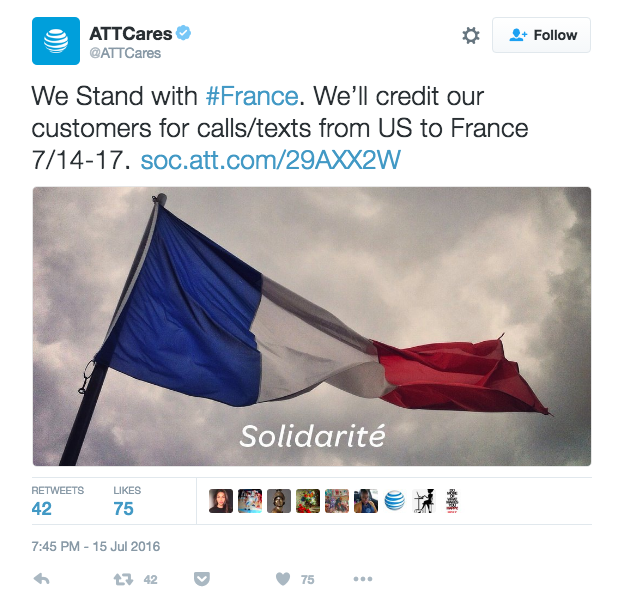 ATTCares
@ATTCares
Follow
We Stand with #France. We'll credit our
customers for calls/texts from US to France
7/14-17. soc.att.com/29AXX2W
Solidarité
RETWEETS LIKES
42 75
7:45 PM - 15 Jul 2016
42 75